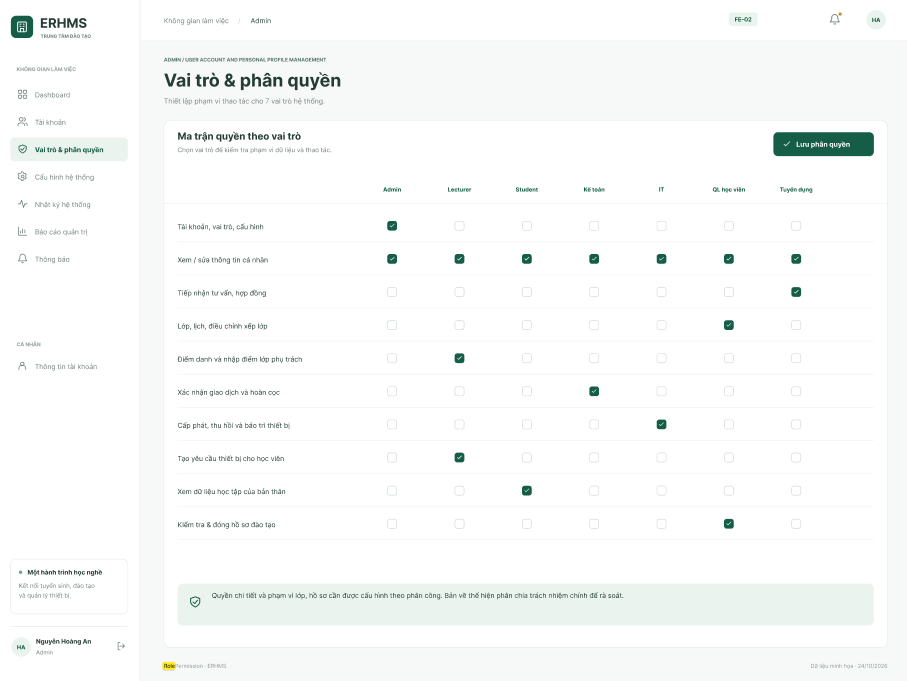 ERHMS
TRUNG TÂM ĐÀO TẠO
KHÔNG GIAN LÀM VIỆC
Dashboard
Tài khoản
Vai trò & phân quyền
Cấu hình hệ thống
Nhật ký hệ thống
Báo cáo quản trị
Thông báo
CÁ NHÂN
Thông tin tài khoản
Một hành trình học nghề
Kết nối tuyển sinh, đào tạo
và quản lý thiết bị.
HA
Nguyễn Hoàng An
Admin
Không gian làm việc / Admin
FE-02
HA
ADMIN / USER ACCOUNT AND PERSONAL PROFILE MANAGEMENT
Vai trò & phân quyền
Thiết lập phạm vi thao tác cho 7 vai trò hệ thống.
Ma trận quyền theo vai trò
Chọn vai trò để kiểm tra phạm vi dữ liệu và thao tác.
Lưu phân quyền
Admin Lecturer Student Kế toán IT QL học viên Tuyển dụng
Tài khoản, vai trò, cấu hình
Xem / sửa thông tin cá nhân
Tiếp nhận tư vấn, hợp đồng
Lớp, lịch, điều chỉnh xếp lớp
Điểm danh và nhập điểm lớp phụ trách
Xác nhận giao dịch và hoàn cọc
Cấp phát, thu hồi và bảo trì thiết bị
Tạo yêu cầu thiết bị cho học viên
Xem dữ liệu học tập của bản thân
Kiểm tra & đóng hồ sơ đào tạo
Quyền chi tiết và phạm vi lớp, hồ sơ cần được cấu hình theo phân công. Bản vẽ thể hiện phân chia trách nhiệm chính để rà soát.
RolePermission · ERHMS
Dữ liệu minh họa · 24/10/2026